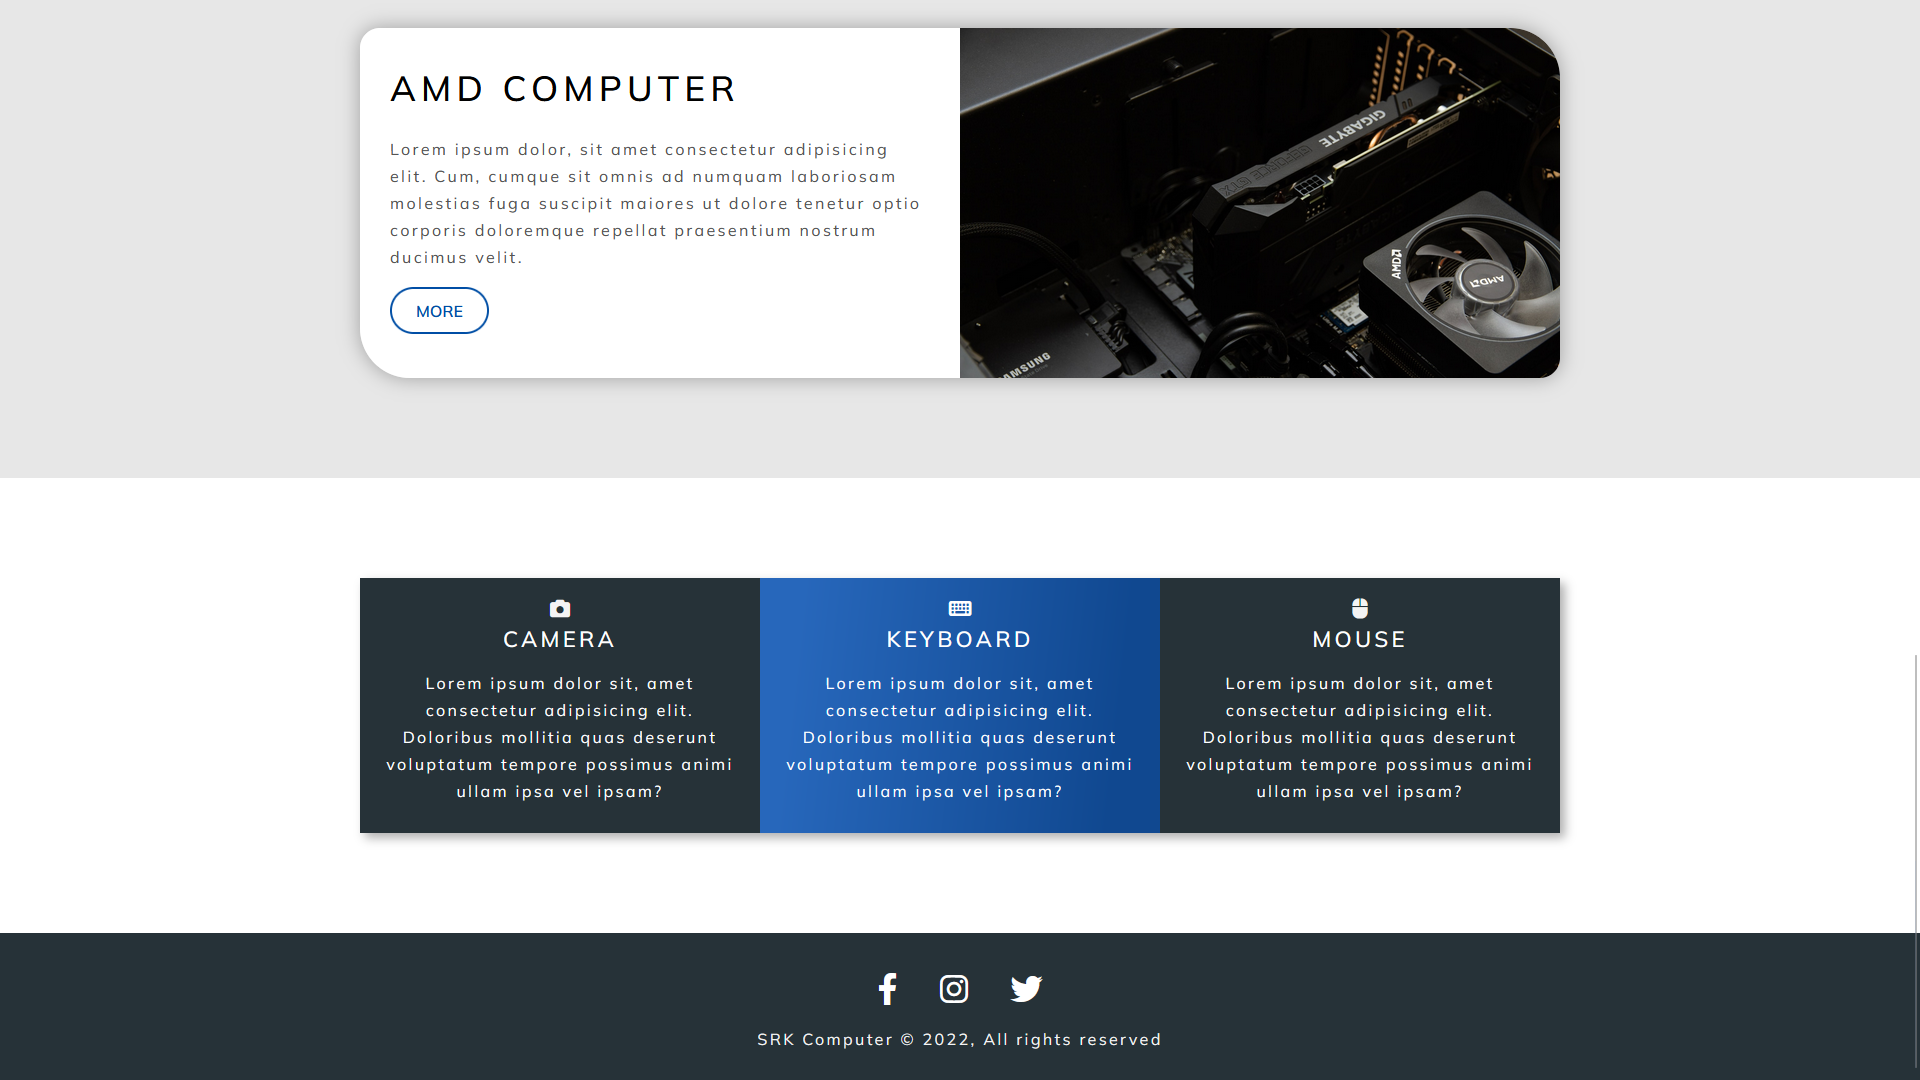 AMD COMPUTER
Lorem ipsum dolor, sit amet consectetur adipisicing
elit. Cum, cumque sit omnis ad numquam laboriosam
molestias fuga suscipit maiores ut dolore tenetur optio
corporis doloremque repellat praesentium nostrum
ducimus velit.
MORE
GIGABYTE
GEFORCE GTX
AMD
AMD
SAMSUNG
CAMERA
Lorem ipsum dolor sit, amet
consectetur adipisicing elit.
Doloribus mollitia quas deserunt
voluptatum tempore possimus animi
ullam ipsa vel ipsam?
KEYBOARD
Lorem ipsum dolor sit, amet
consectetur adipisicing elit.
Doloribus mollitia quas deserunt
voluptatum tempore possimus animi
ullam ipsa vel ipsam?
MOUSE
Lorem ipsum dolor sit, amet
consectetur adipisicing elit.
Doloribus mollitia quas deserunt
voluptatum tempore possimus animi
ullam ipsa vel ipsam?
SRK Computer © 2022, All rights reserved